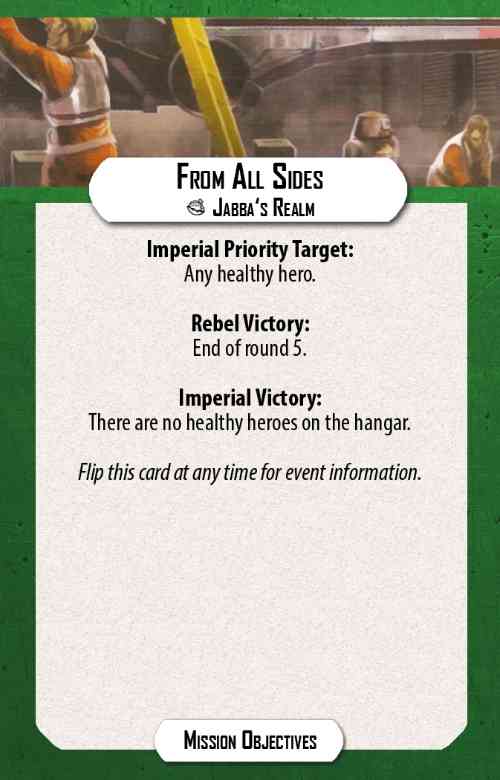 From All Sides
Jabba‘s Realm
Imperial Priority Target:
Any healthy hero.
Rebel Victory:
End of round 5.
Imperial Victory:
There are no healthy heroes on the hangar.
Flip this card at any time for event information.
Mission Objectives